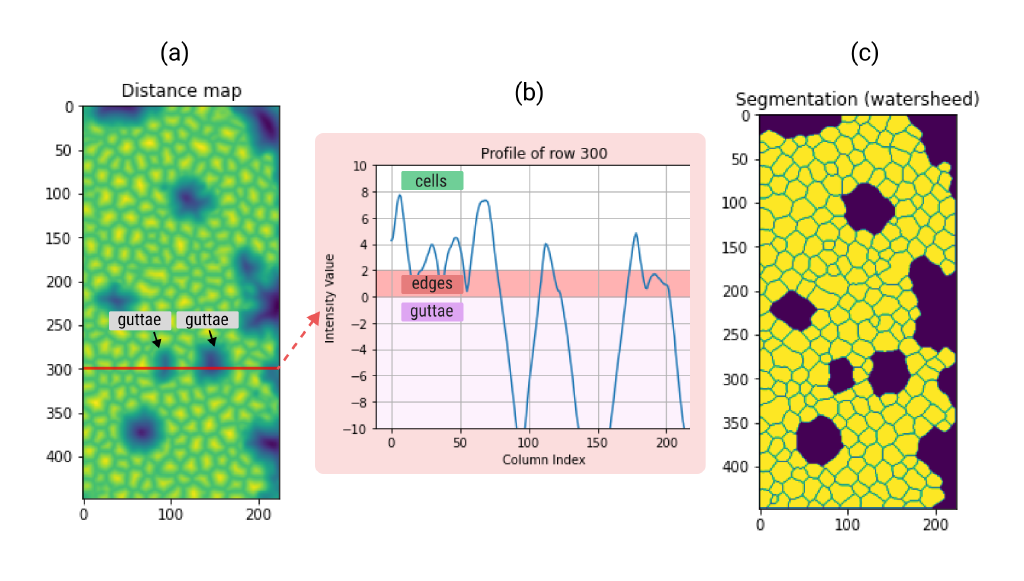 (a)
Distance map
0
50
100
150
200
250
300
350
400
0 100 200
guttae guttae
(b)
Profile of row 300
10
8
6
4
2
0
−2
−4
−6
−8
−10
Intensity Value
cells
edges
guttae
0 50 100 150 200
Column Index
(c)
Segmentation (watersheed)
0
50
100
150
200
250
300
350
400
0 100 200